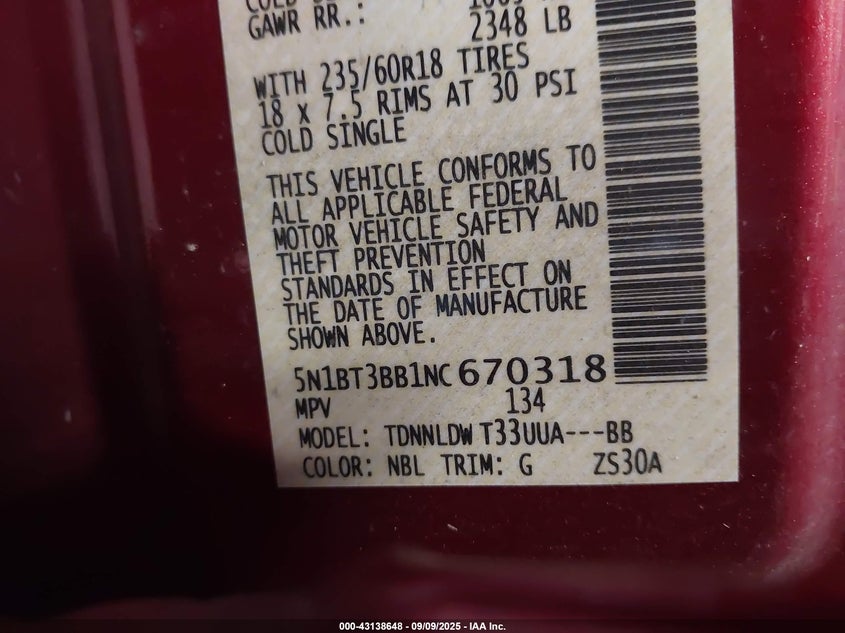 GAWR RR.:
2348 LB
WITH 235/60R18 TIRES
18 x 7.5 RIMS AT 30 PSI
COLD SINGLE
THIS VEHICLE CONFORMS TO
ALL APPLICABLE FEDERAL
MOTOR VEHICLE SAFETY AND
THEFT PREVENTION
STANDARDS IN EFFECT ON
THE DATE OF MANUFACTURE
SHOWN ABOVE.
5N1BT3BB1NC 670318
MPV 134
MODEL: TDNNLDW T33UUA---BB
COLOR: NBL TRIM: G ZS30A
000-43138648 - 09/09/2025 - IAA Inc.